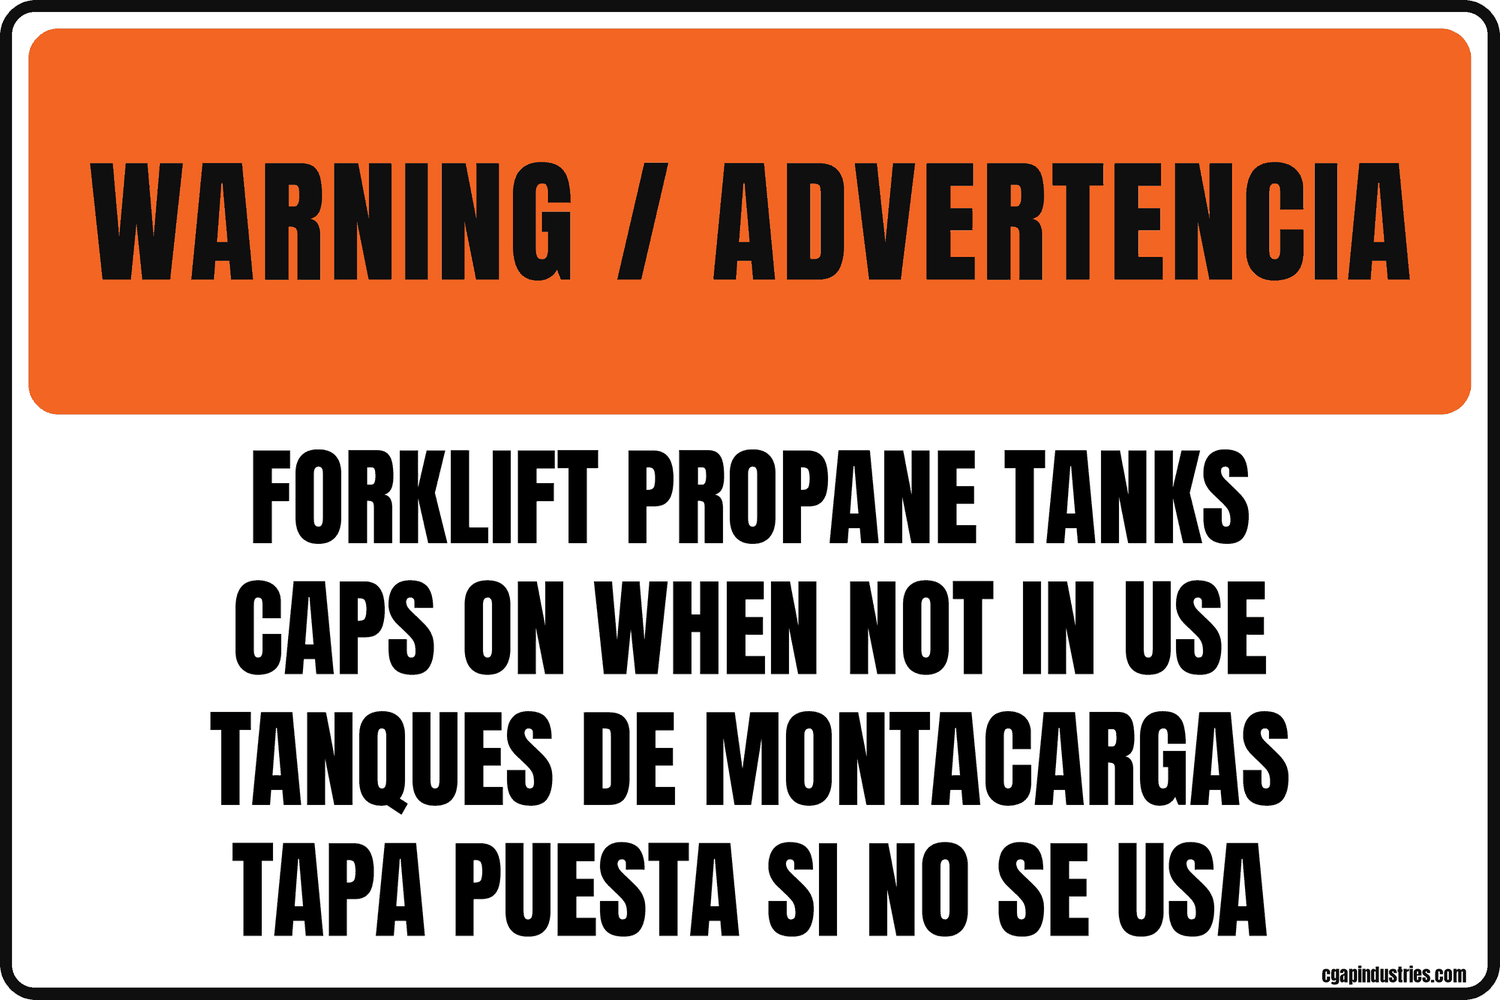 WARNING / ADVERTENCIA
FORKLIFT PROPANE TANKS
CAPS ON WHEN NOT IN USE
TANQUES DE MONTACARGAS
TAPA PUESTA SI NO SE USA
cgapindustries.com